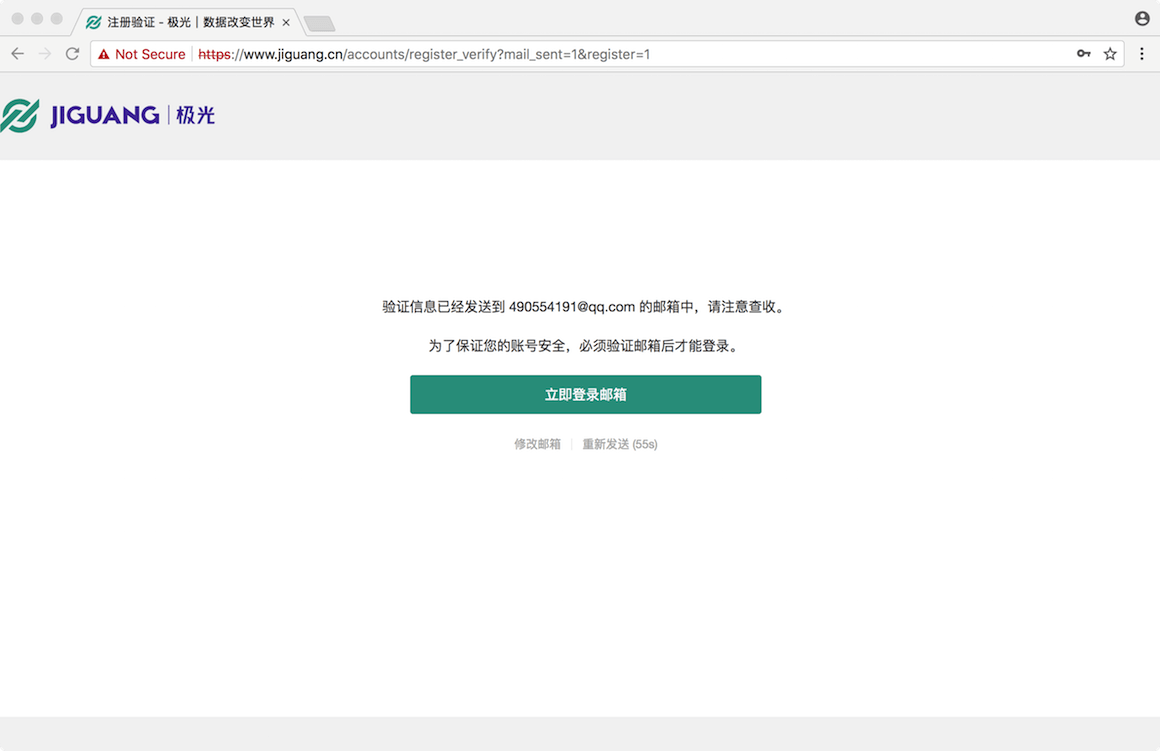 注册验证 - 极光 | 数据改变世界
Not Secure https://www.jiguang.cn/accounts/register_verify?mail_sent=1&register=1
JIGUANG | 极光
验证信息已经发送到 490554191@qq.com 的邮箱中，请注意查收。
为了保证您的账号安全，必须验证邮箱后才能登录。
立即登录邮箱
修改邮箱 | 重新发送 (55s)